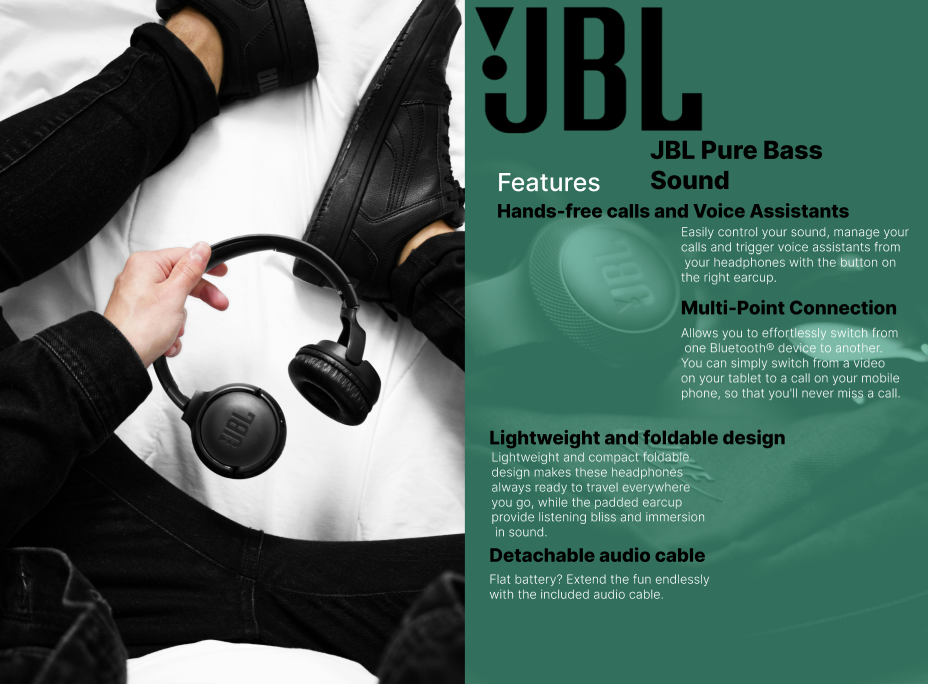 JBL
JBL Pure Bass
Sound
Features
Hands-free calls and Voice Assistants
Easily control your sound, manage your
calls and trigger voice assistants from
your headphones with the button on
the right earcup.
JBL
Multi-Point Connection
Allows you to effortlessly switch from
one Bluetooth® device to another.
You can simply switch from a video
on your tablet to a call on your mobile
phone, so that you'll never miss a call.
JBL
Lightweight and foldable design
Lightweight and compact foldable
design makes these headphones
always ready to travel everywhere
you go, while the padded earcup
provide listening bliss and immersion
in sound.
Detachable audio cable
Flat battery? Extend the fun endlessly
with the included audio cable.